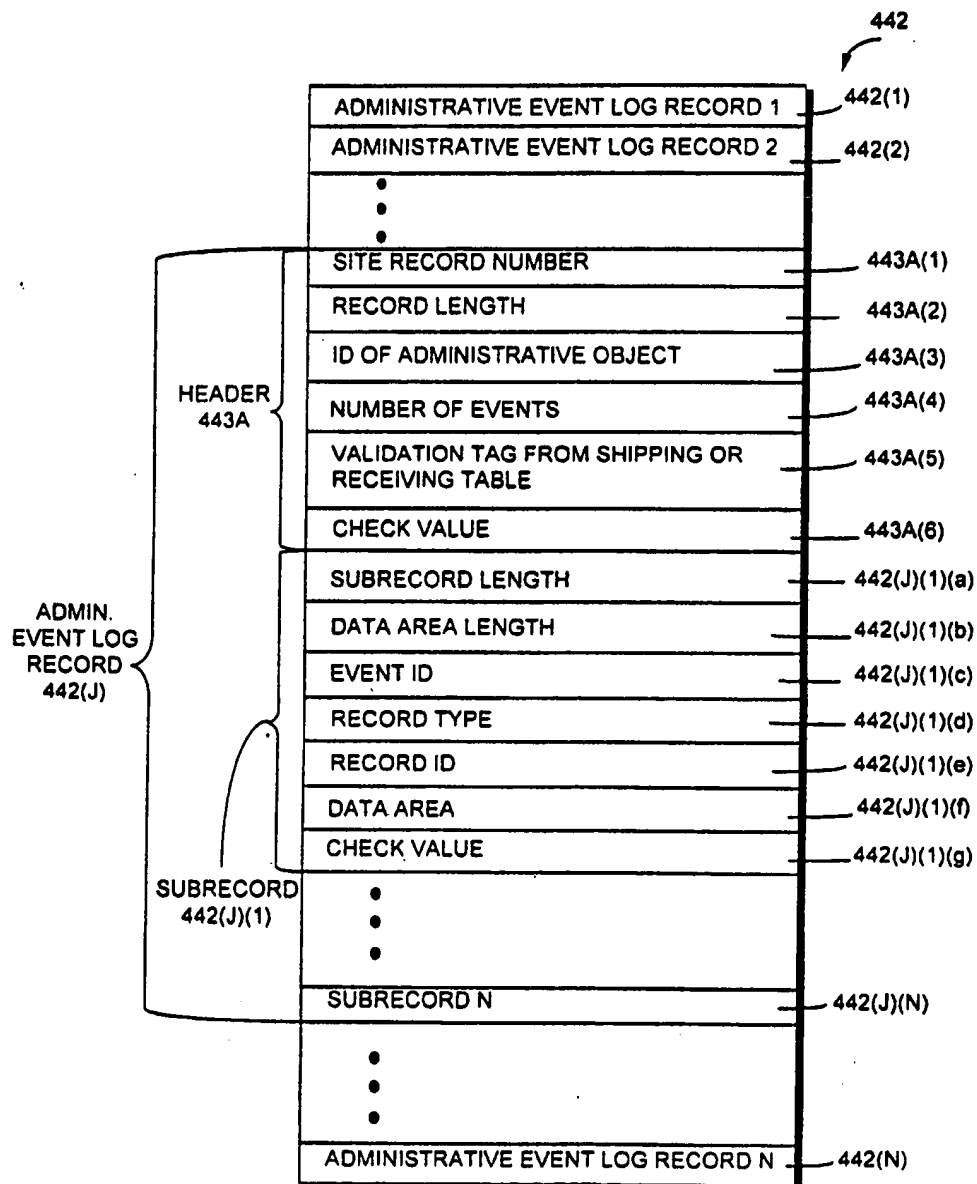 442
ADMINISTRATIVE EVENT LOG RECORD 1 442(1)
ADMINISTRATIVE EVENT LOG RECORD 2 442(2)
SITE RECORD NUMBER 443A(1)
RECORD LENGTH 443A(2)
ID OF ADMINISTRATIVE OBJECT 443A(3)
HEADER
443A
NUMBER OF EVENTS 443A(4)
VALIDATION TAG FROM SHIPPING OR
RECEIVING TABLE
443A(5)
CHECK VALUE 443A(6)
SUBRECORD LENGTH 442(J)(1)(a)
ADMIN.
EVENT LOG
RECORD
442(J)
DATA AREA LENGTH 442(J)(1)(b)
EVENT ID 442(J)(1)(c)
RECORD TYPE 442(J)(1)(d)
RECORD ID 442(J)(1)(e)
DATA AREA 442(J)(1)(f)
CHECK VALUE 442(J)(1)(g)
SUBRECORD
442(J)(1)
SUBRECORD N 442(J)(N)
ADMINISTRATIVE EVENT LOG RECORD N 442(N)